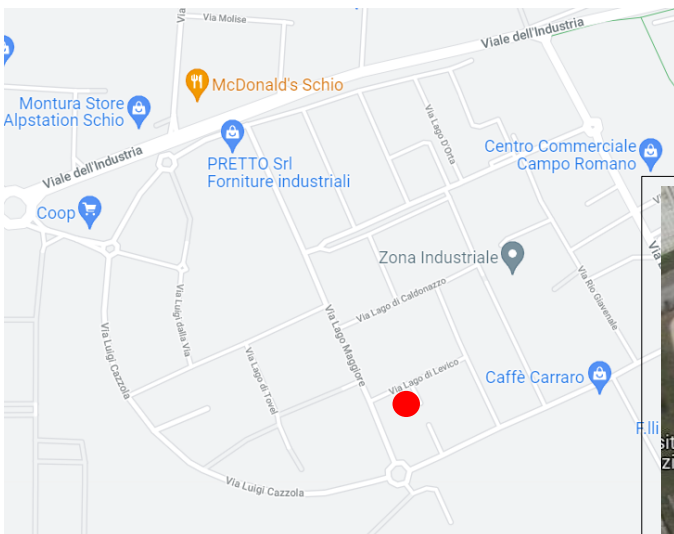 Via Molise
Viale dell'Industria
McDonald's Schio
Montura Store
Alpstation Schio
Via Lago D'Orta
PRETTO Srl
Forniture industriali
Centro Commerciale
Campo Romano
Viale dell'Industria
Coop
Zona Industriale
Via Rio Giavenale
Via Lago di Caldonazzo
Via Luigi dalla Via
Via Lago Maggiore
Via Luigi Cazzola
Via Lago di Tovel
Via Lago di Levico
Caffè Carraro
F.lli
Via Luigi Cazzola